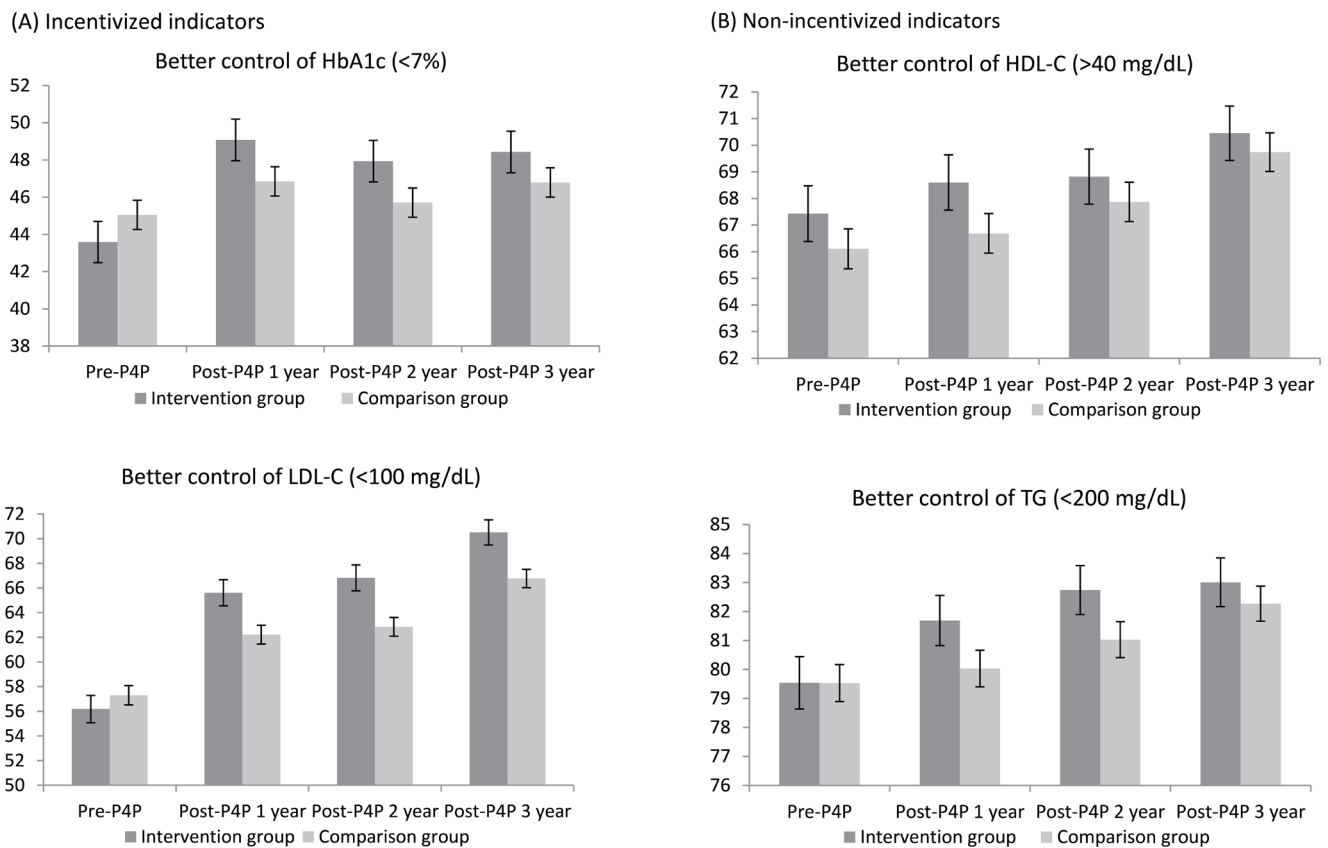 (A) Incentivized indicators
Better control of HbA1c (<7%)
52
50
48
46
44
42
40
38
Pre-P4P Post-P4P 1 year Post-P4P 2 year Post-P4P 3 year
Intervention group Comparison group
Better control of LDL-C (<100 mg/dL)
72
70
68
66
64
62
60
58
56
54
52
50
Pre-P4P Post-P4P 1 year Post-P4P 2 year Post-P4P 3 year
Intervention group Comparison group
(B) Non-incentivized indicators
Better control of HDL-C (>40 mg/dL)
72
71
70
69
68
67
66
65
64
63
62
Pre-P4P Post-P4P 1 year Post-P4P 2 year Post-P4P 3 year
Intervention group Comparison group
Better control of TG (<200 mg/dL)
85
84
83
82
81
80
79
78
77
76
Pre-P4P Post-P4P 1 year Post-P4P 2 year Post-P4P 3 year
Intervention group Comparison group